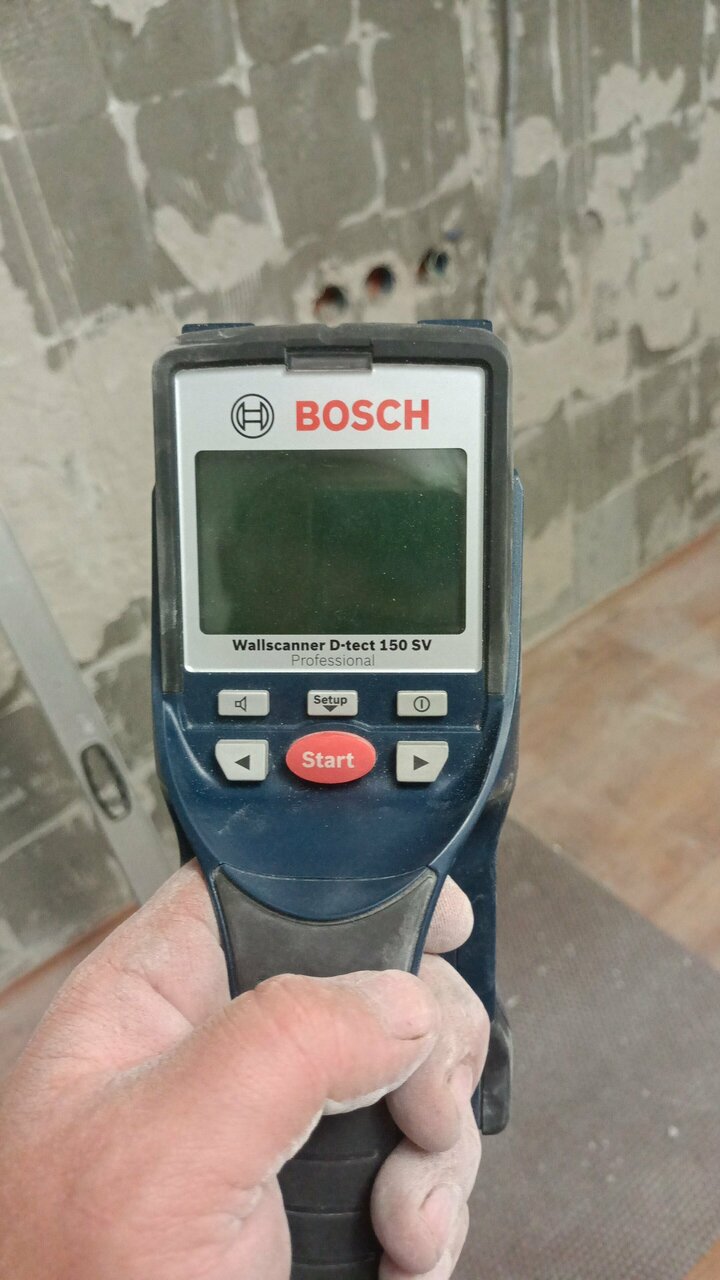 BOSCH
Wallscanner D-tect 150 SV
Professional
Setup
Start